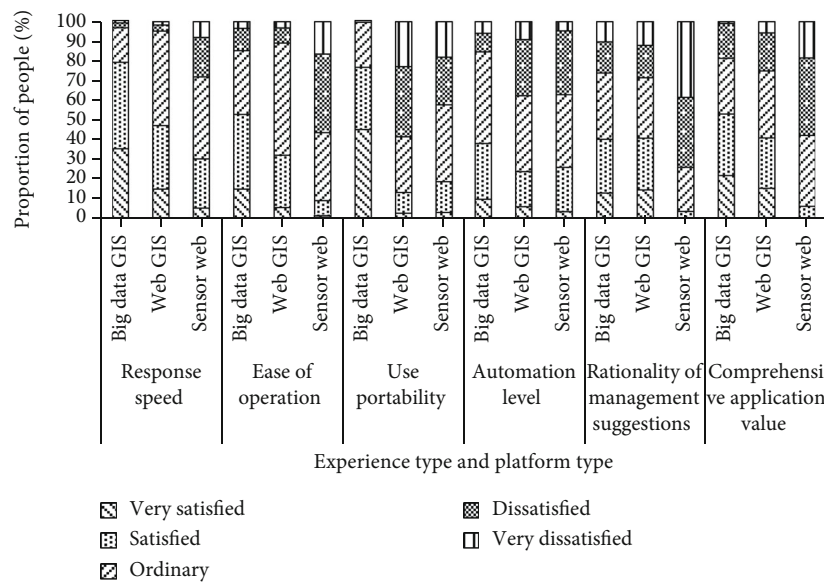 Proportion of people (%)
100
90
80
70
60
50
40
30
20
10
0
Big data GIS
Web GIS
Sensor web
Big data GIS
Web GIS
Sensor web
Big data GIS
Web GIS
Sensor web
Big data GIS
Web GIS
Sensor web
Big data GIS
Web GIS
Sensor web
Big data GIS
Web GIS
Sensor web
Response
speed
Ease of
operation
Use
portability
Automation
level
Rationality of
management
suggestions
Comprehensi
ve application
value
Experience type and platform type
Very satisfied
Satisfied
Ordinary
Dissatisfied
Very dissatisfied